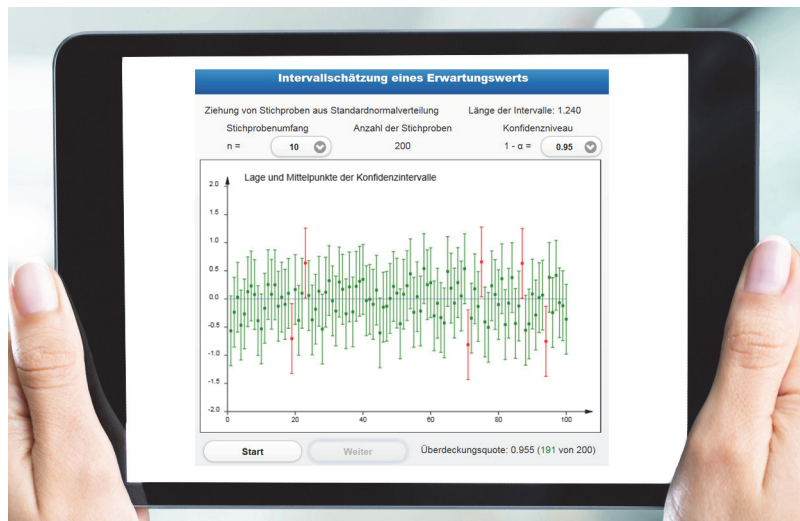 Intervallschätzung eines Erwartungswerts
Ziehung von Stichproben aus Standardnormalverteilung Länge der Intervalle: 1.240
Stichprobenumfang Anzahl der Stichproben Konfidenzniveau
n = 10 200 1 - α = 0.95
Lage und Mittelpunkte der Konfidenzintervalle
2.0
1.5
1.0
0.5
0.0
-0.5
-1.0
-1.5
-2.0
0 20 40 60 80 100
Start Weiter Überdeckungsquote: 0.955 (191 von 200)